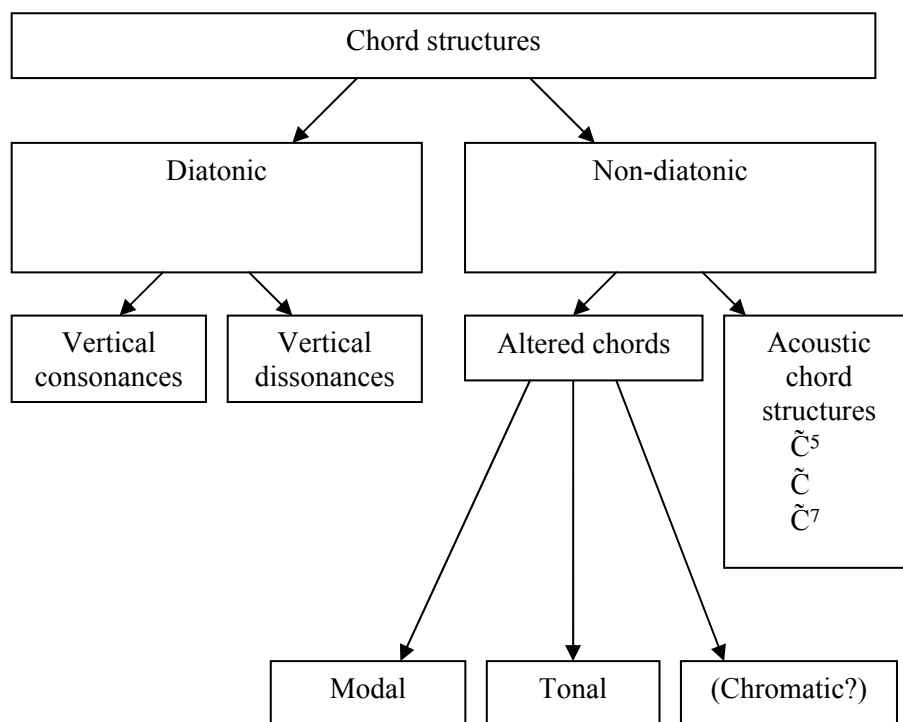 Chord structures
Diatonic
Non-diatonic
Vertical
consonances
Vertical
dissonances
Altered chords
Acoustic
chord
structures
C̃⁵
C̃
C̃⁷
Modal
Tonal
(Chromatic?)